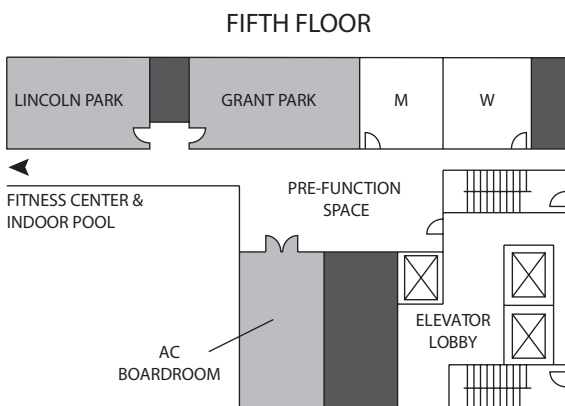 FIFTH FLOOR
LINCOLN PARK
GRANT PARK
M
W
FITNESS CENTER &
INDOOR POOL
PRE-FUNCTION
SPACE
ELEVATOR
LOBBY
AC
BOARDROOM